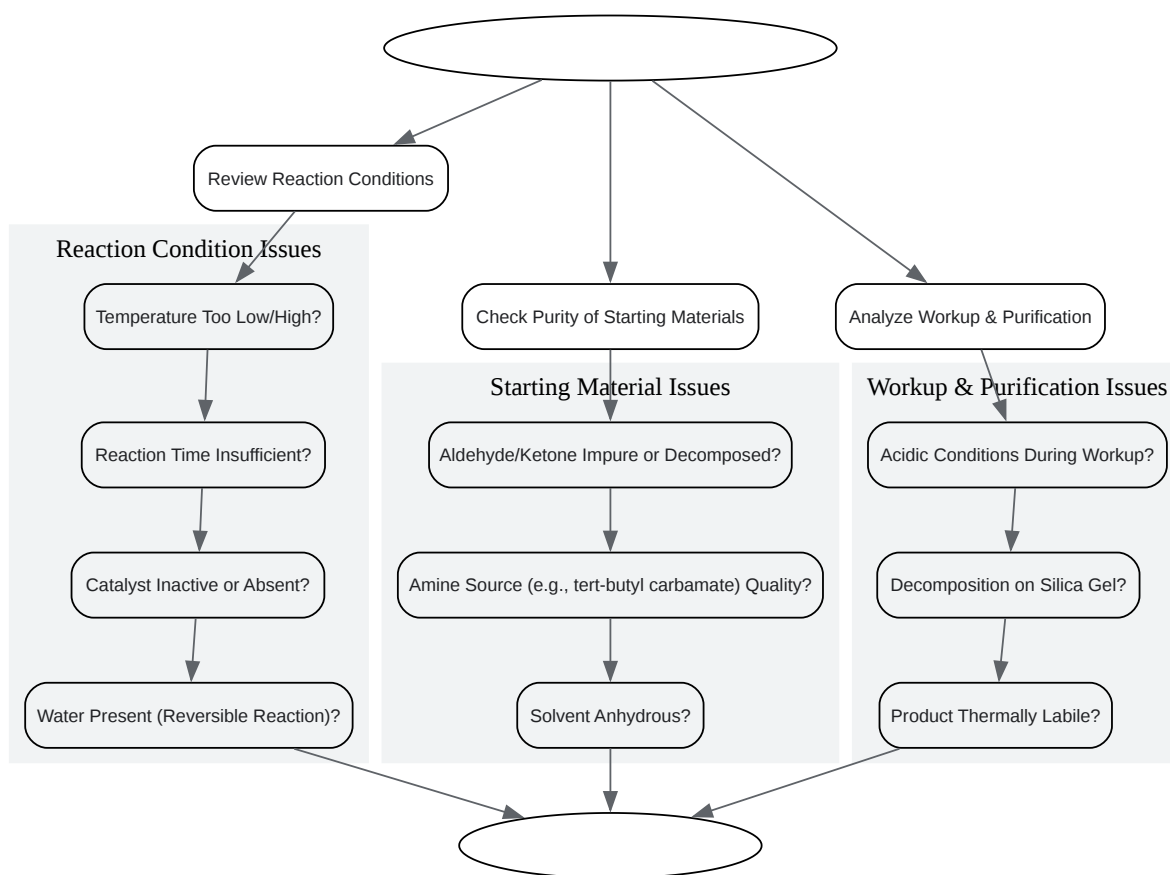 Review Reaction Conditions
Reaction Condition Issues
Temperature Too Low/High?
Reaction Time Insufficient?
Catalyst Inactive or Absent?
Water Present (Reversible Reaction)?
Check Purity of Starting Materials
Starting Material Issues
Aldehyde/Ketone Impure or Decomposed?
Amine Source (e.g., tert-butyl carbamate) Quality?
Solvent Anhydrous?
Analyze Workup & Purification
Workup & Purification Issues
Acidic Conditions During Workup?
Decomposition on Silica Gel?
Product Thermally Labile?